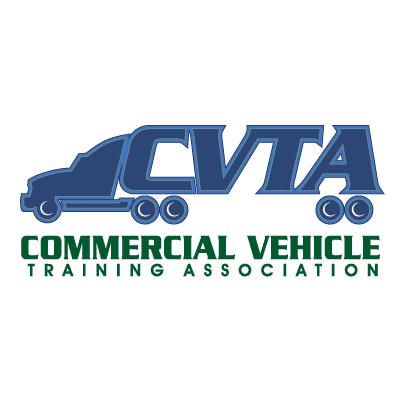 CVTA
COMMERCIAL VEHICLE
TRAINING ASSOCIATION